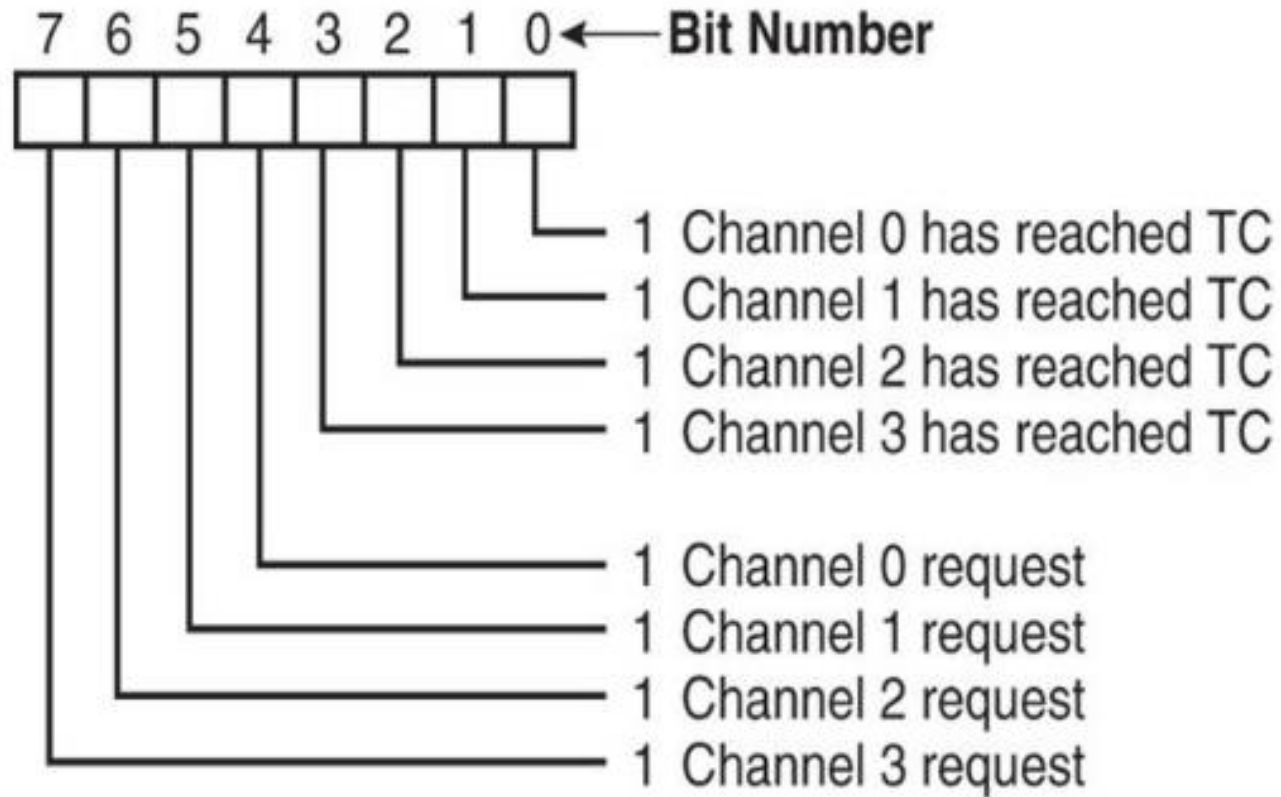 7 6 5 4 3 2 1 0 Bit Number
1 Channel 0 has reached TC
1 Channel 1 has reached TC
1 Channel 2 has reached TC
1 Channel 3 has reached TC
1 Channel 0 request
1 Channel 1 request
1 Channel 2 request
1 Channel 3 request